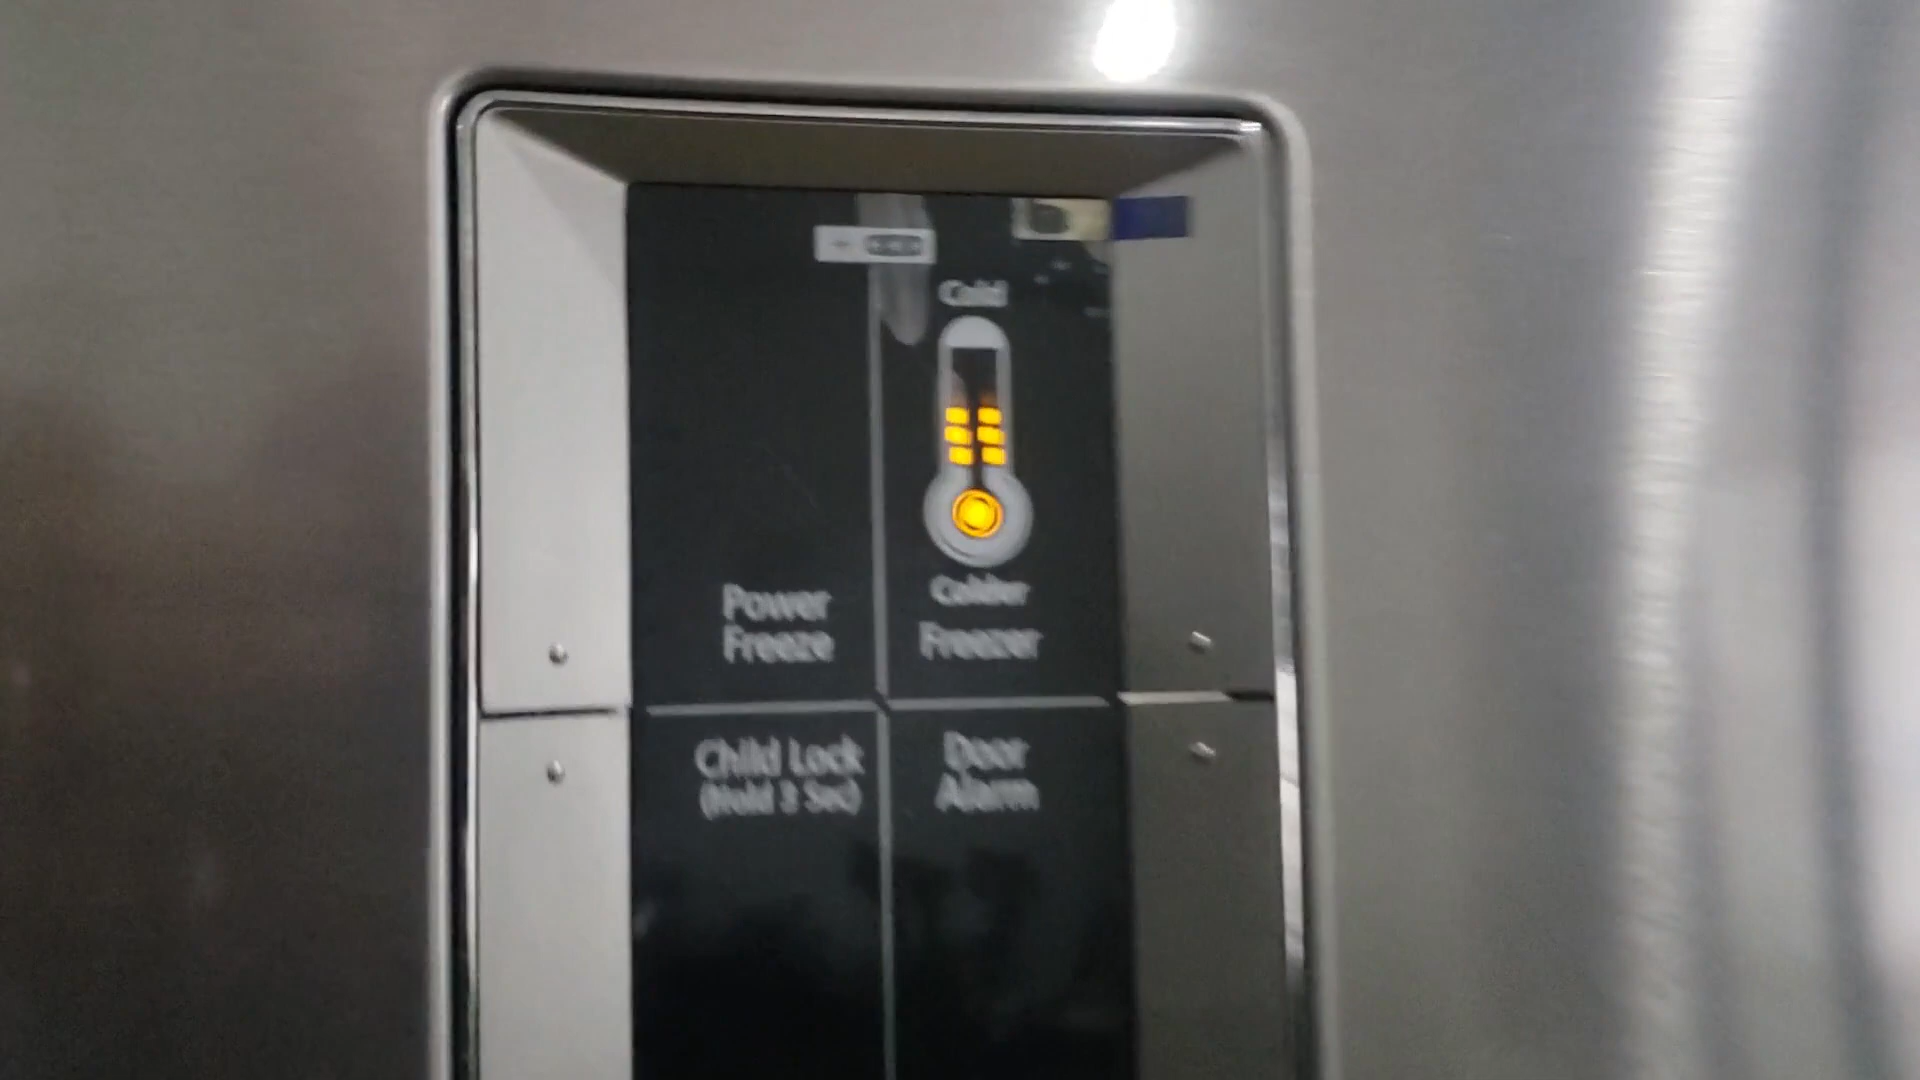 Cold
Power
Freeze
Colder
Freezer
Child Lock
(Hold 3 Sec)
Door
Alarm